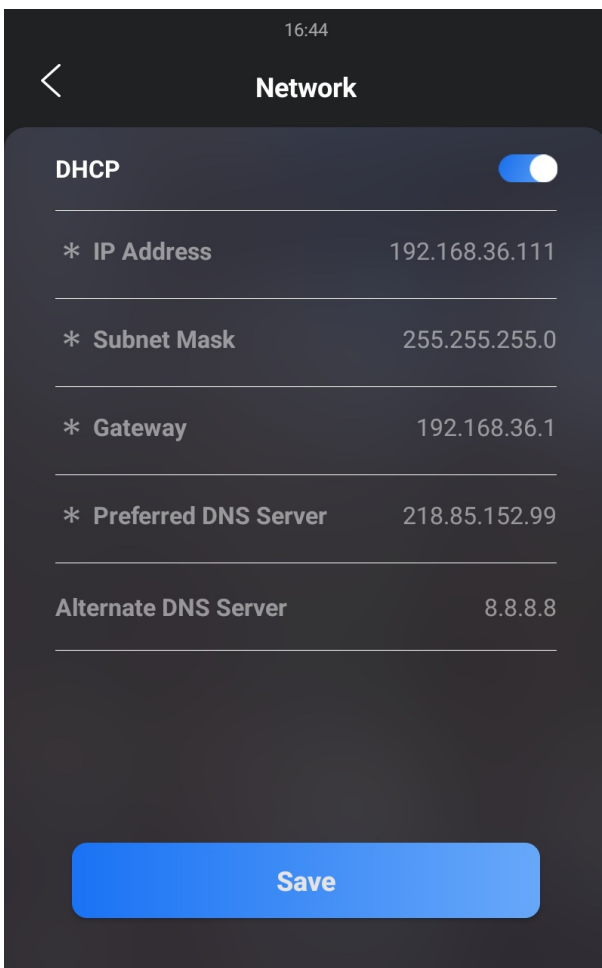 16:44
Network
DHCP
* IP Address 192.168.36.111
* Subnet Mask 255.255.255.0
* Gateway 192.168.36.1
* Preferred DNS Server 218.85.152.99
Alternate DNS Server 8.8.8.8
Save